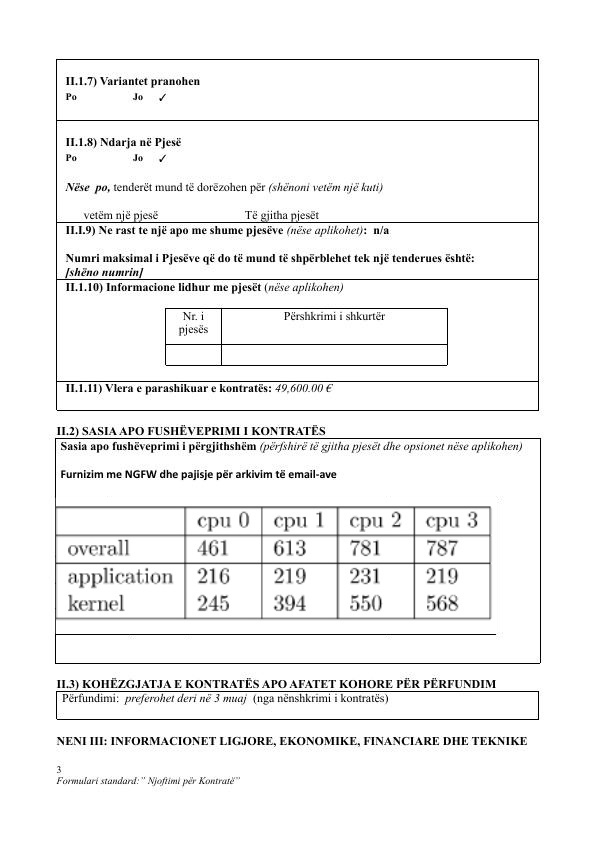 II.1.7) Variantet pranohen
Po Jo ✓
II.1.8) Ndarja në Pjesë
Po Jo ✓
Nëse po, tenderët mund të dorëzohen për (shënoni vetëm një kuti)
vetëm një pjesë Të gjitha pjesët
II.I.9) Ne rast te një apo me shume pjesëve (nëse aplikohet): n/a
Numri maksimal i Pjesëve që do të mund të shpërblehet tek një tenderues është:
[shëno numrin]
II.1.10) Informacione lidhur me pjesët (nëse aplikohen)
Nr. i Përshkrimi i shkurtër
pjesës
II.1.11) Vlera e parashikuar e kontratës: 49,600.00 €
II.2) SASIA APO FUSHËVEPRIMI I KONTRATËS
Sasia apo fushëveprimi i përgjithshëm (përfshirë të gjitha pjesët dhe opsionet nëse aplikohen)
Furnizim me NGFW dhe pajisje për arkivim të email-ave
cpu 0 cpu 1 cpu 2 cpu 3
overall 461 613 781 787
application 216 219 231 219
kernel 245 394 550 568
II.3) KOHËZGJATJA E KONTRATËS APO AFATET KOHORE PËR PËRFUNDIM
Përfundimi: preferohet deri në 3 muaj (nga nënshkrimi i kontratës)
NENI III: INFORMACIONET LIGJORE, EKONOMIKE, FINANCIARE DHE TEKNIKE
3
Formulari standard:” Njoftimi për Kontratë”